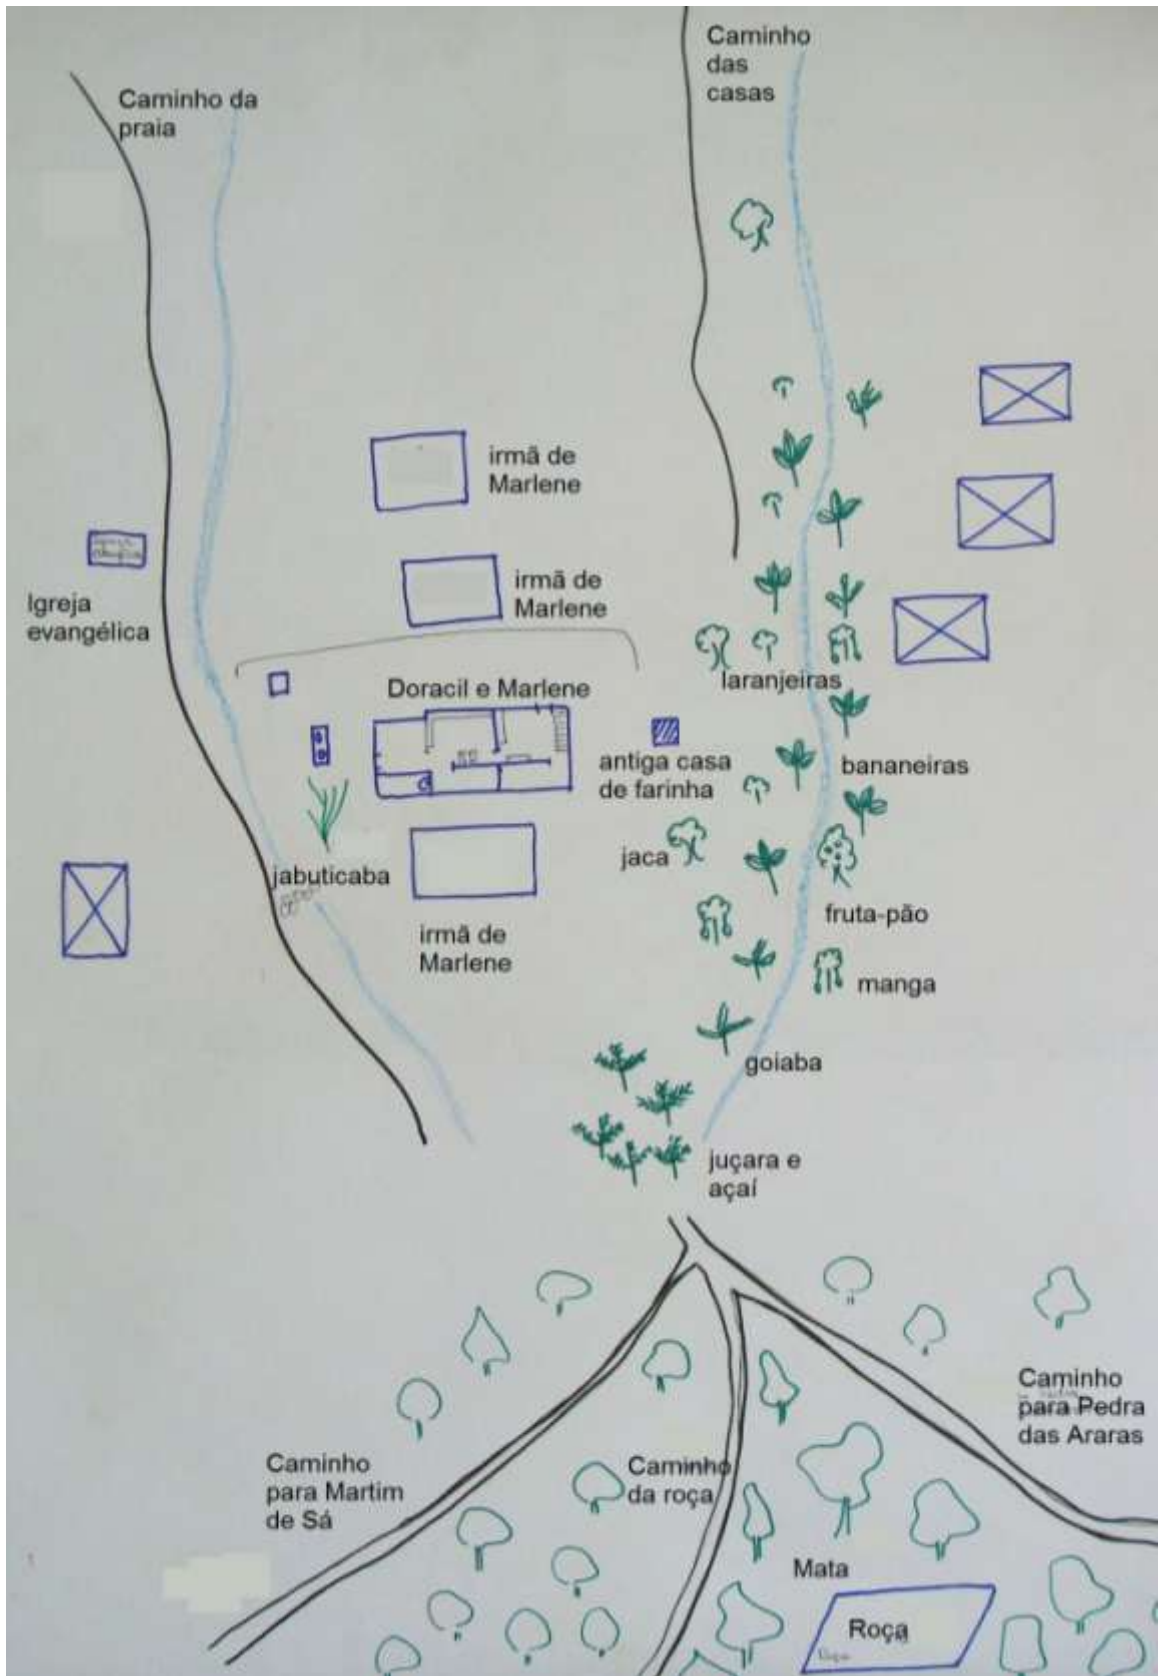 Caminho
das
casas
Caminho da
praia
irmã de
Marlene
irmã de
Marlene
Igreja
evangélica
laranjeiras
Doracil e Marlene
antiga casa
de farinha
bananeiras
jaca
jabuticaba
fruta-pão
irmã de
Marlene
manga
goiaba
juçara e
açaí
Caminho
para Pedra
das Araras
Caminho
para Martim
de Sá
Caminho
da roça
Mata
Roça